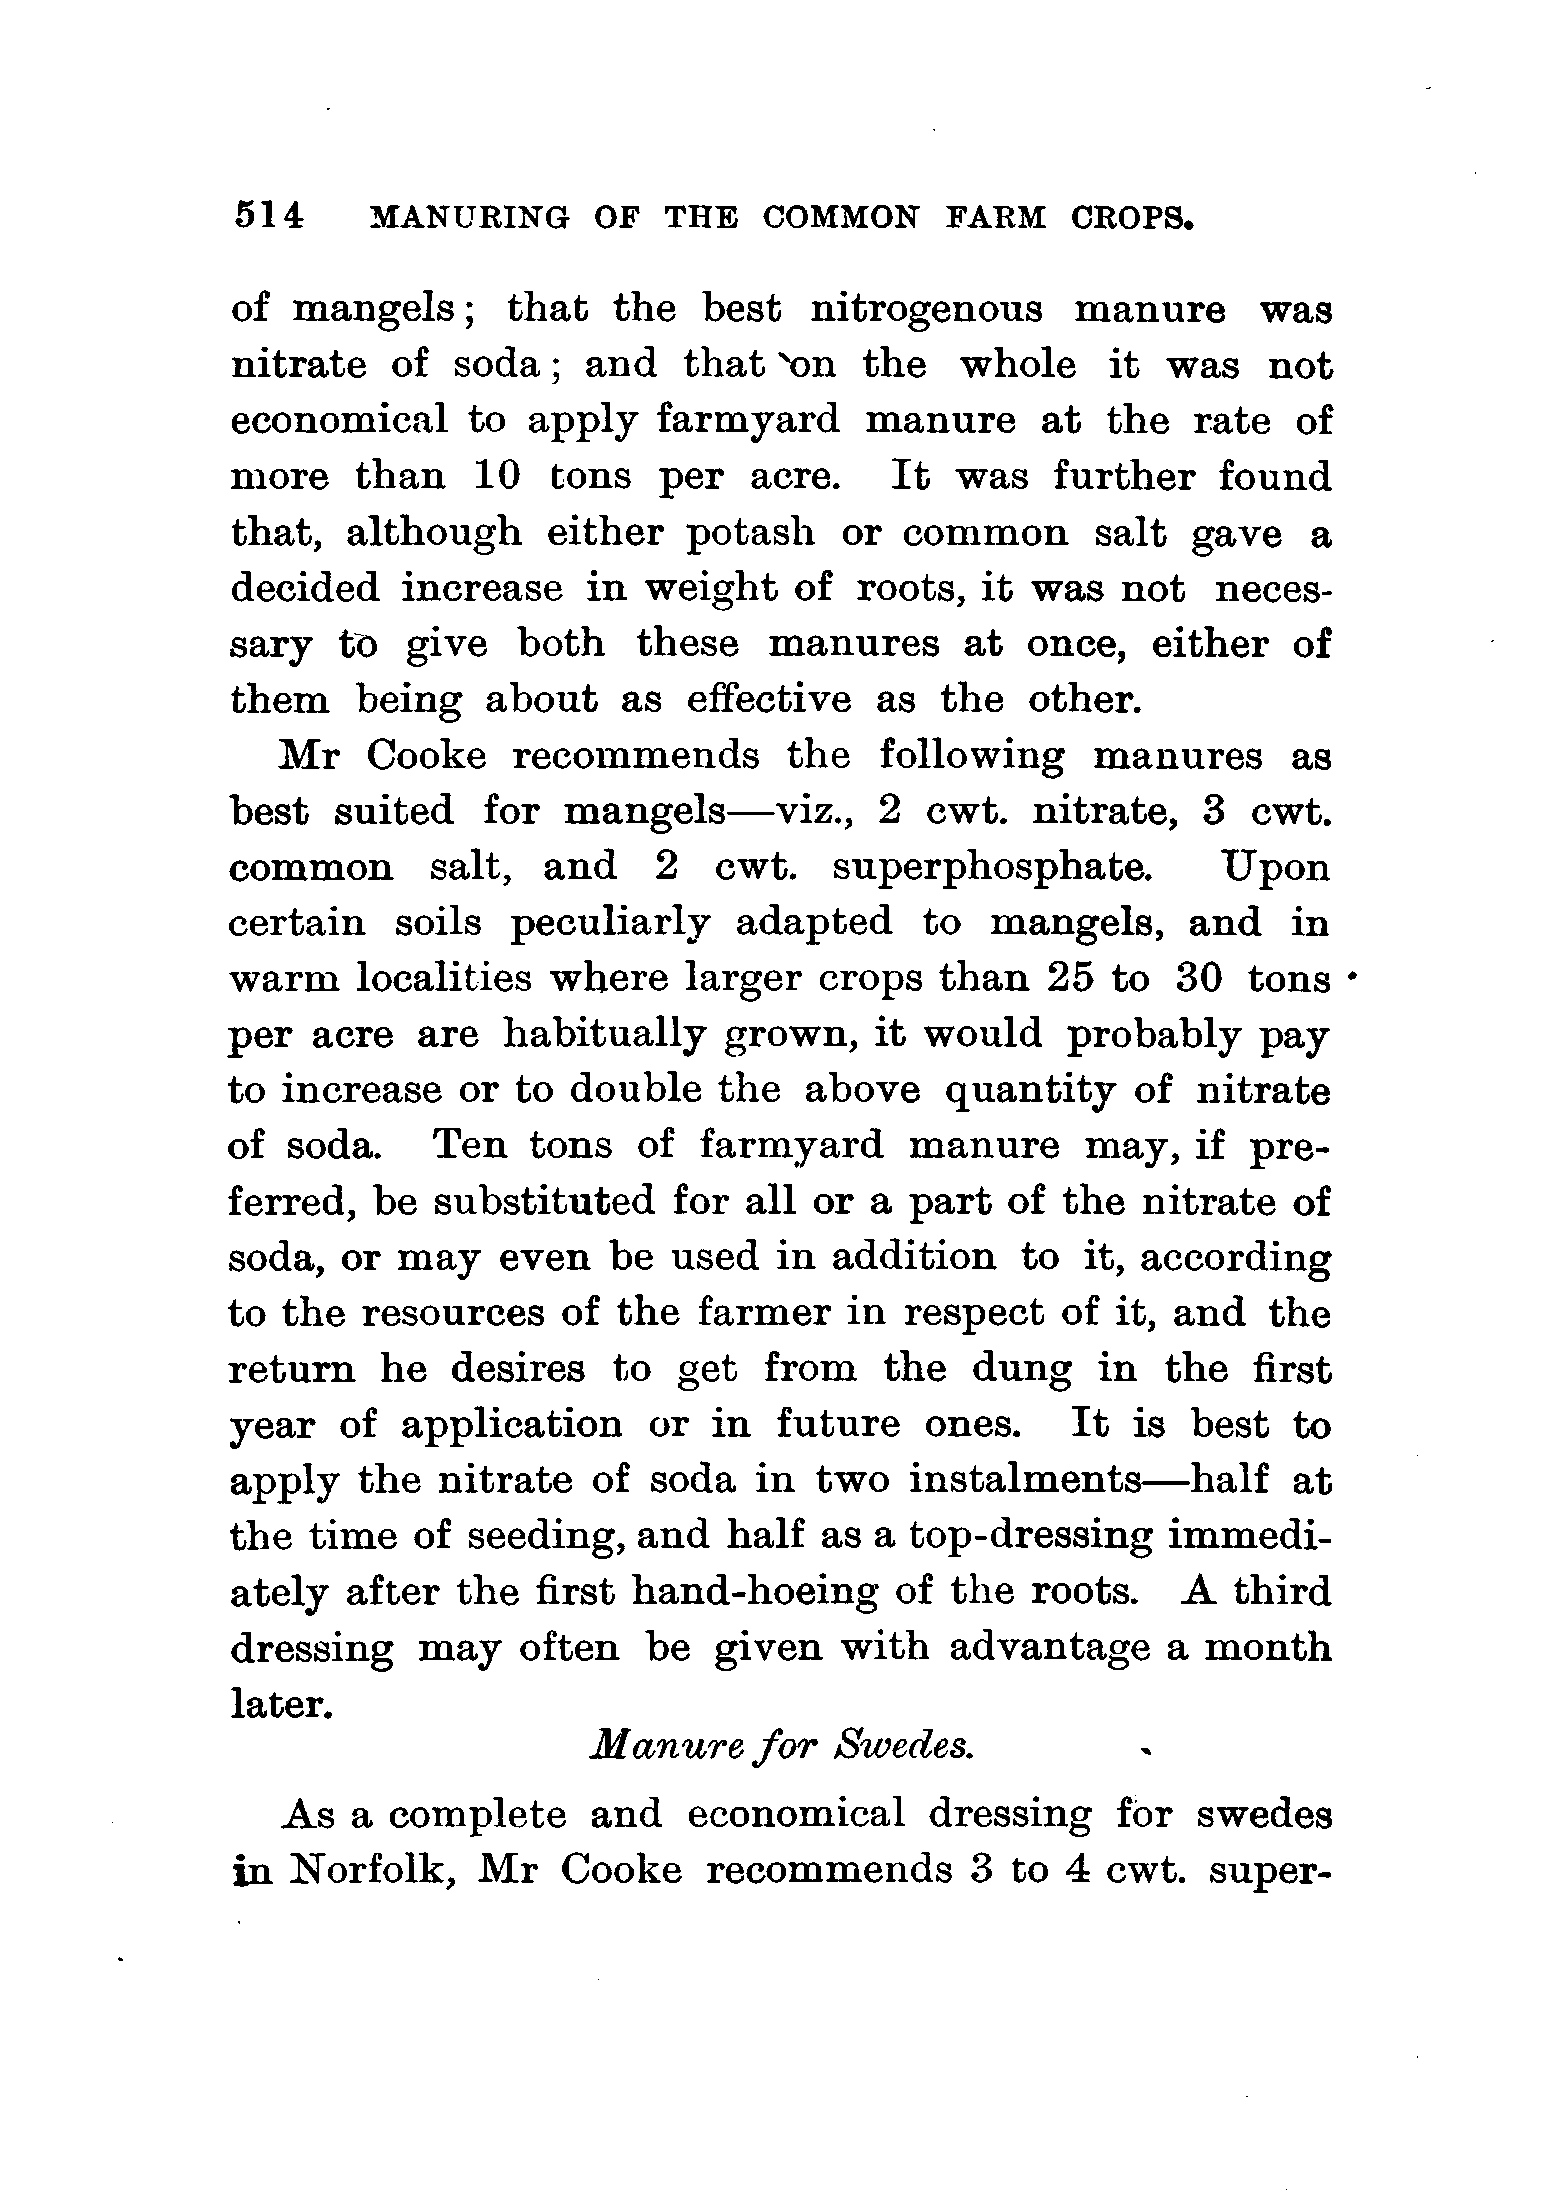 514 MANURING OF THE COMMON FARM CROPS.
of mangels; that the best nitrogenous manure was
nitrate of soda; and that on the whole it was not
economical to apply farmyard manure at the rate of
more than 10 tons per acre. It was further found
that, although either potash or common salt gave a
decided increase in weight of roots, it was not neces-
sary to give both these manures at once, either of
them being about as effective as the other.
Mr Cooke recommends the following manures as
best suited for mangels—viz., 2 cwt. nitrate, 3 cwt.
common salt, and 2 cwt. superphosphate. Upon
certain soils peculiarly adapted to mangels, and in
warm localities where larger crops than 25 to 30 tons
per acre are habitually grown, it would probably pay
to increase or to double the above quantity of nitrate
of soda. Ten tons of farmyard manure may, if pre-
ferred, be substituted for all or a part of the nitrate of
soda, or may even be used in addition to it, according
to the resources of the farmer in respect of it, and the
return he desires to get from the dung in the first
year of application or in future ones. It is best to
apply the nitrate of soda in two instalments—half at
the time of seeding, and half as a top-dressing immedi-
ately after the first hand-hoeing of the roots. A third
dressing may often be given with advantage a month
later.
Manure for Swedes.
As a complete and economical dressing for swedes
in Norfolk, Mr Cooke recommends 3 to 4 cwt. super-